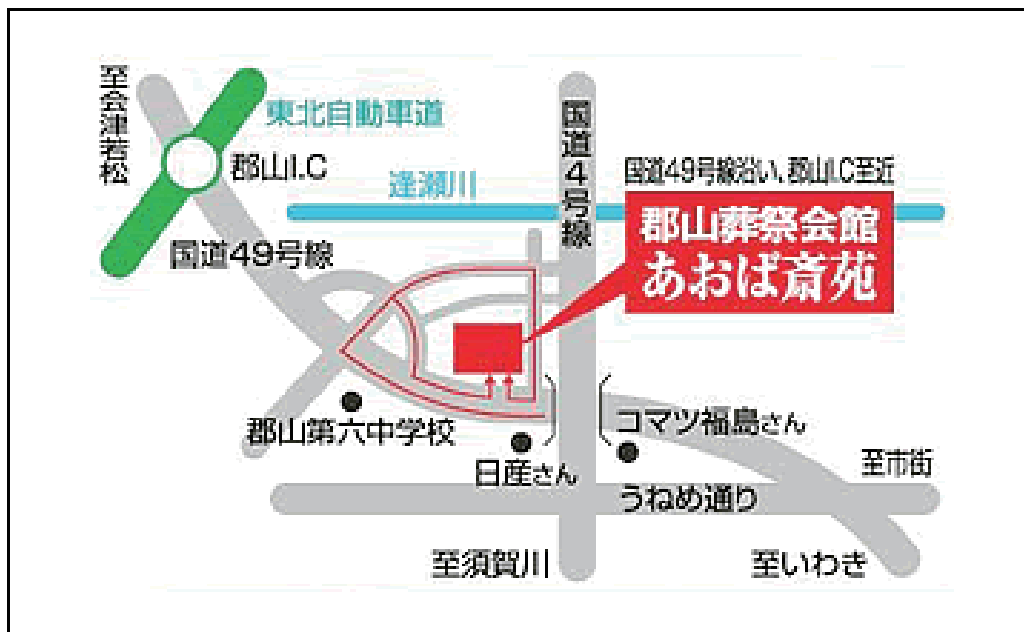 至会津若松
東北自動車道
郡山I.C
逢瀬川
国道49号線
国道4号線
国道49号線沿い、郡山I.C至近
郡山葬祭会館
あおば斎苑
郡山第六中学校
日産さん
コマツ福島さん
至市街
うねめ通り
至須賀川
至いわき